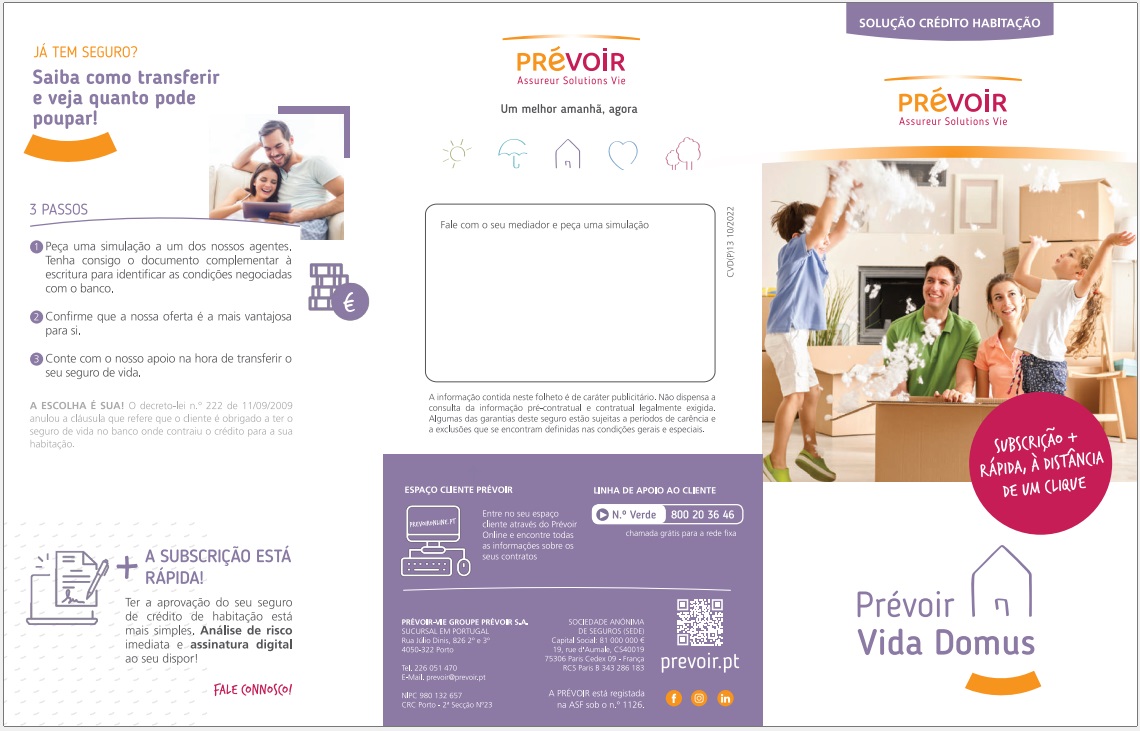 JÁ TEM SEGURO?
Saiba como transferir
e veja quanto pode
poupar!
3 PASSOS
1 Peça uma simulação a um dos nossos agentes.
Tenha consigo o documento complementar à
escritura para identificar as condições negociadas
com o banco.
2 Confirme que a nossa oferta é a mais vantajosa
para si.
3 Conte com o nosso apoio na hora de transferir o
seu seguro de vida.
€
A ESCOLHA É SUA! O decreto-lei n.º 222 de 11/09/2009
anulou a cláusula que refere que o cliente é obrigado a ter o
seguro de vida no banco onde contraiu o crédito para a sua
habitação.
+ A SUBSCRIÇÃO ESTÁ
RÁPIDA!
Ter a aprovação do seu seguro
de crédito de habitação está
mais simples. Análise de risco
imediata e assinatura digital
ao seu dispor!
FALE CONNOSCO!
PRÉVOIR
Assureur Solutions Vie
Um melhor amanhã, agora
Fale com o seu mediador e peça uma simulação
CVD(P)13 10/2022
A informação contida neste folheto é de caráter publicitário. Não dispensa a
consulta da informação pré-contratual e contratual legalmente exigida.
Algumas das garantias deste seguro estão sujeitas a períodos de carência e
a exclusões que se encontram definidas nas condições gerais e especiais.
ESPAÇO CLIENTE PRÉVOIR
PREVOIRONLINE.PT
Entre no seu espaço
cliente através do Prévoir
Online e encontre todas
as informações sobre os
seus contratos
LINHA DE APOIO AO CLIENTE
N.º Verde 800 20 36 46
chamada grátis para a rede fixa
PRÉVOIR-VIE GROUPE PRÉVOIR S.A.
SUCURSAL EM PORTUGAL
Rua Júlio Dinis, 826 2º e 3º
4050-322 Porto
Tel. 226 051 470
E-Mail. prevoir@prevoir.pt
NIPC 980 132 657
CRC Porto - 2ª Secção Nº23
SOCIEDADE ANÓNIMA
DE SEGUROS (SEDE)
Capital Social: 81 000 000 €
19, rue d'Aumale, CS40019
75306 Paris Cedex 09 - França
RCS Paris B 343 286 183
A PRÉVOIR está registada
na ASF sob o n.º 1126.
prevoir.pt
f
in
SOLUÇÃO CRÉDITO HABITAÇÃO
PRÉVOIR
Assureur Solutions Vie
SUBSCRIÇÃO +
RÁPIDA, À DISTÂNCIA
DE UM CLIQUE
Prévoir
Vida Domus